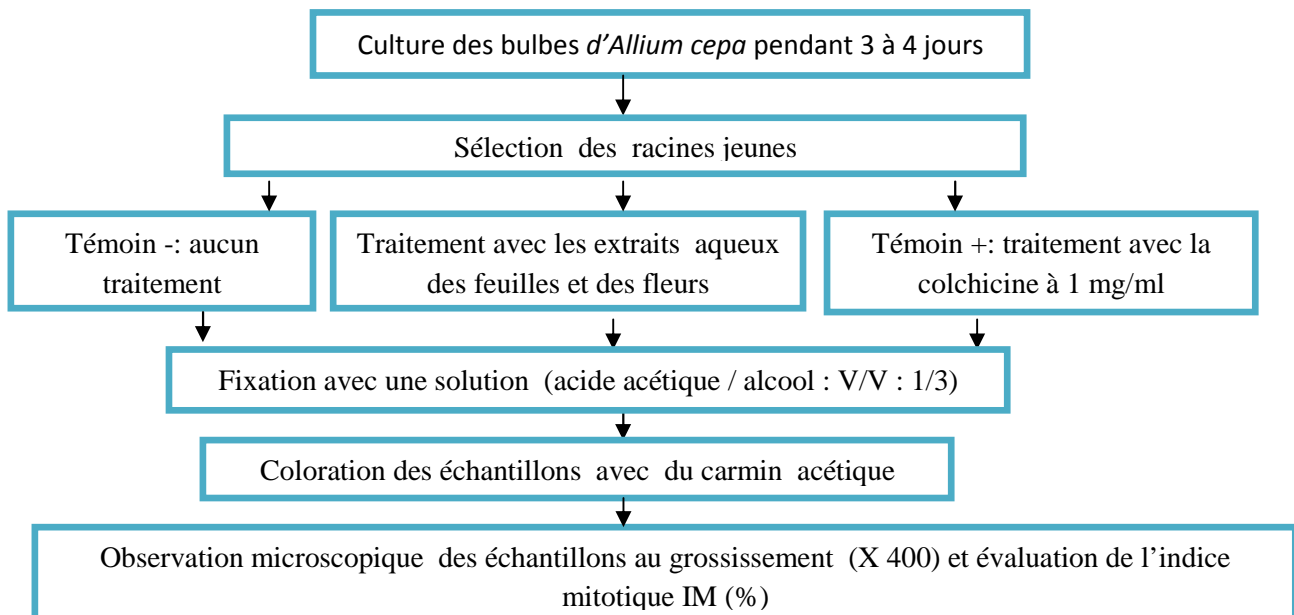 Culture des bulbes d’Allium cepa pendant 3 à 4 jours
Sélection des racines jeunes
Témoin -: aucun
traitement
Traitement avec les extraits aqueux
des feuilles et des fleurs
Témoin +: traitement avec la
colchicine à 1 mg/ml
Fixation avec une solution (acide acétique / alcool : V/V : 1/3)
Coloration des échantillons avec du carmin acétique
Observation microscopique des échantillons au grossissement (X 400) et évaluation de l’indice
mitotique IM (%)